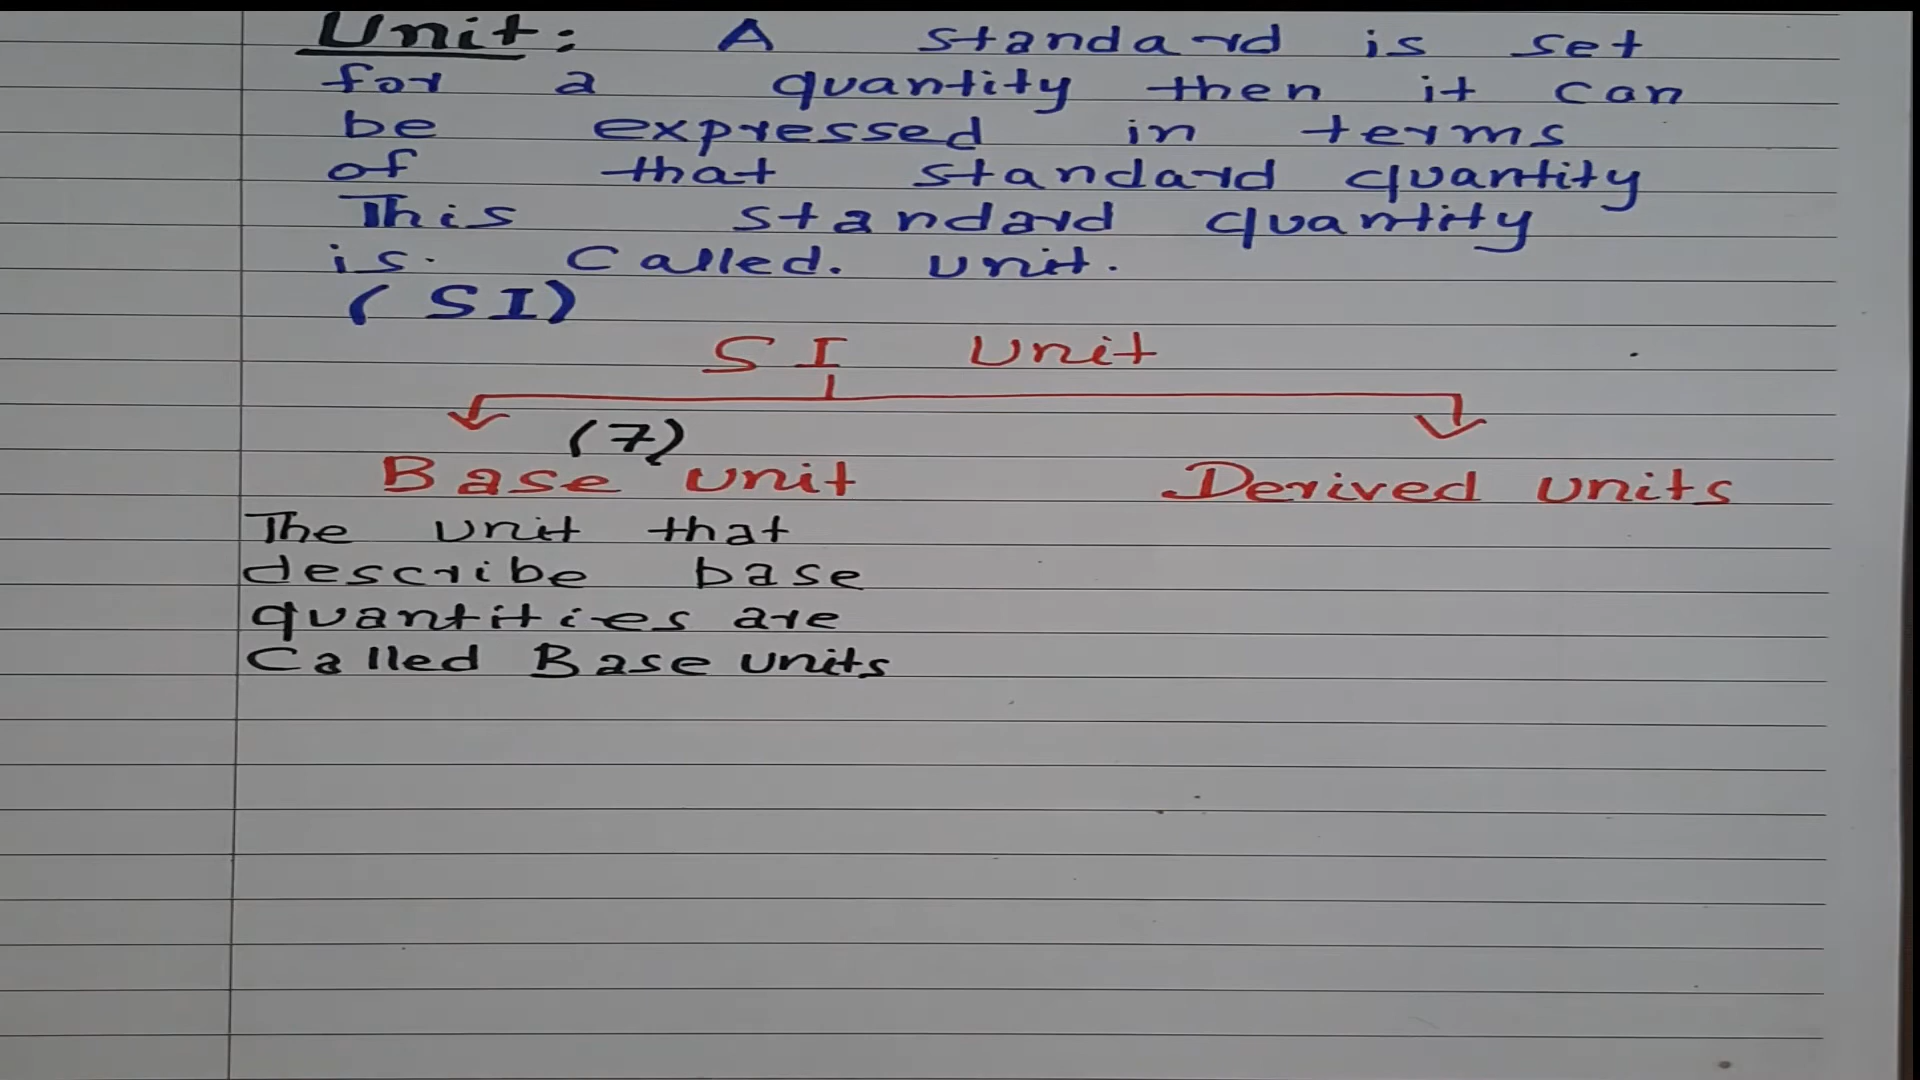 Unit: A standard is set
for a quantity then it can
be expressed in terms
of that standard quantity
This standard quantity
is. Called. unit.
(SI)
SI Unit
(7)
Base unit Derived units
The unit that
describe base
quantities are
Called Base units